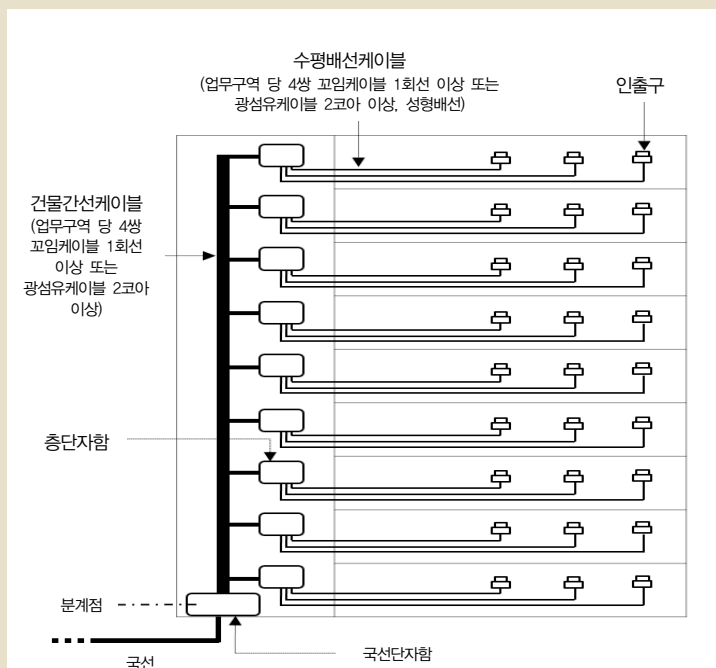 수평배선케이블
(업무구역 당 4쌍 꼬임케이블 1회선 이상 또는
광섬유케이블 2코아 이상, 성형배선)
인출구
건물간선케이블
(업무구역 당 4쌍
꼬임케이블 1회선
이상 또는
광섬유케이블 2코아
이상)
층단자함
분계점
국선단자함
국선